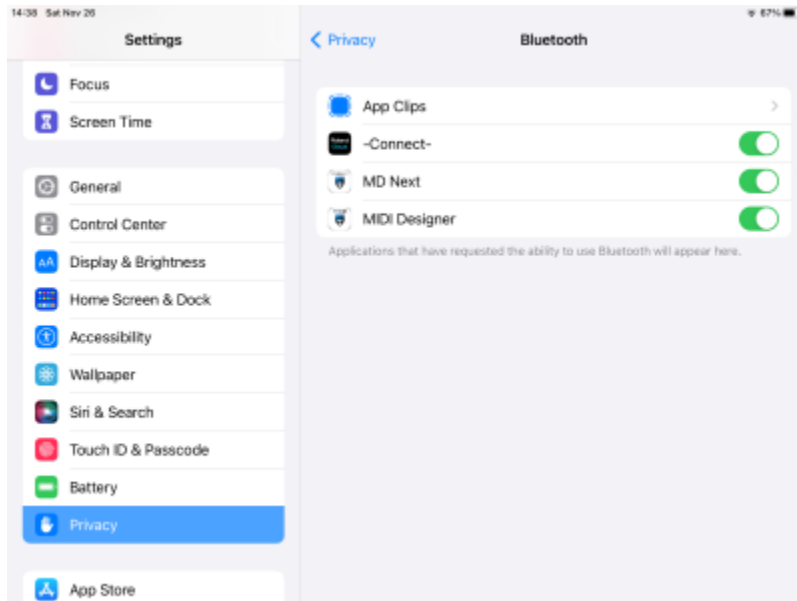 14:38 Sat Nov 26
67%
Settings
Privacy
Bluetooth
Focus
Screen Time
General
Control Center
Display & Brightness
Home Screen & Dock
Accessibility
Wallpaper
Siri & Search
Touch ID & Passcode
Battery
Privacy
App Store
App Clips
-Connect-
MD Next
MIDI Designer
Applications that have requested the ability to use Bluetooth will appear here.